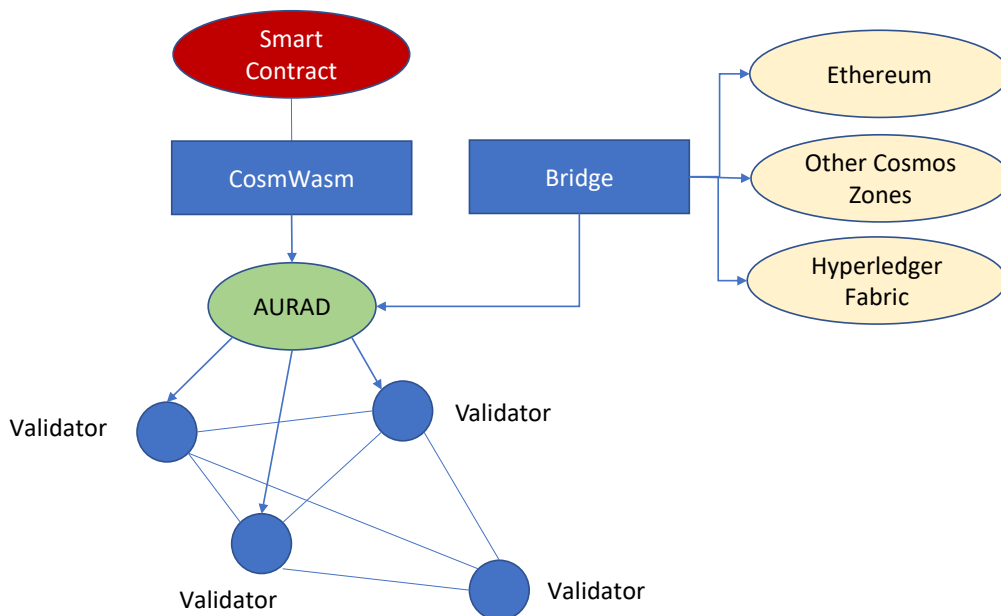 Smart
Contract
Ethereum
CosmWasm
Bridge
Other Cosmos
Zones
AURAD
Hyperledger
Fabric
Validator
Validator
Validator
Validator